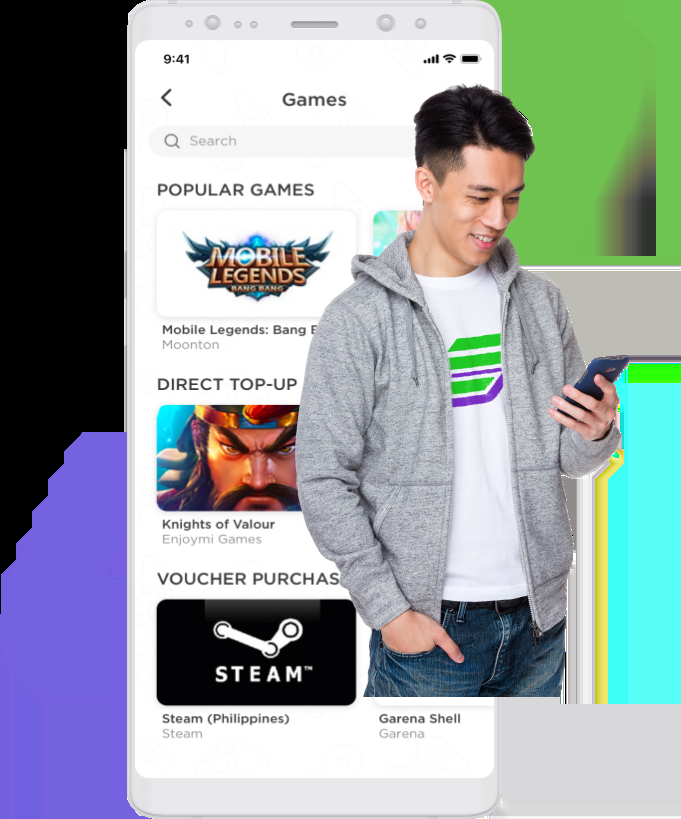 9:41
Games
Search
POPULAR GAMES
MOBILE
LEGENDS
BANG BANG
Mobile Legends: Bang
Moonton
DIRECT TOP-UP
Knights of Valour
Enjoymi Games
VOUCHER
STEAM™
Steam (Philippines)
Steam
Garena Shell
Garena